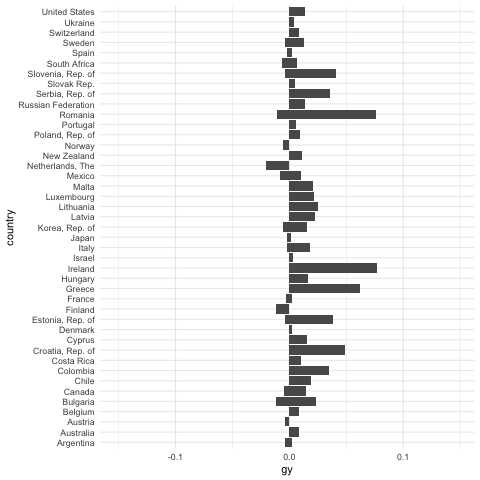 United States
Ukraine
Switzerland
Sweden
Spain
South Africa
Slovenia, Rep. of
Slovak Rep.
Serbia, Rep. of
Russian Federation
Romania
Portugal
Poland, Rep. of
Norway
New Zealand
Netherlands, The
Mexico
Malta
Luxembourg
Lithuania
Latvia
Korea, Rep. of
Japan
Italy
Israel
Ireland
Hungary
Greece
France
Finland
Estonia, Rep. of
Denmark
Cyprus
Croatia, Rep. of
Costa Rica
Colombia
Chile
Canada
Bulgaria
Belgium
Austria
Australia
Argentina
country
-0.1 0.0 0.1
gy